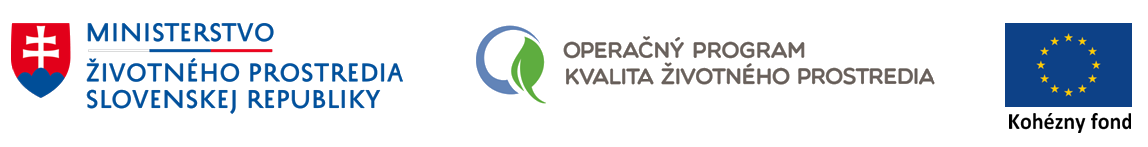 MINISTERSTVO
ŽIVOTNÉHO PROSTREDIA
SLOVENSKEJ REPUBLIKY
OPERAČNÝ PROGRAM
KVALITA ŽIVOTNÉHO PROSTREDIA
Kohézny fond